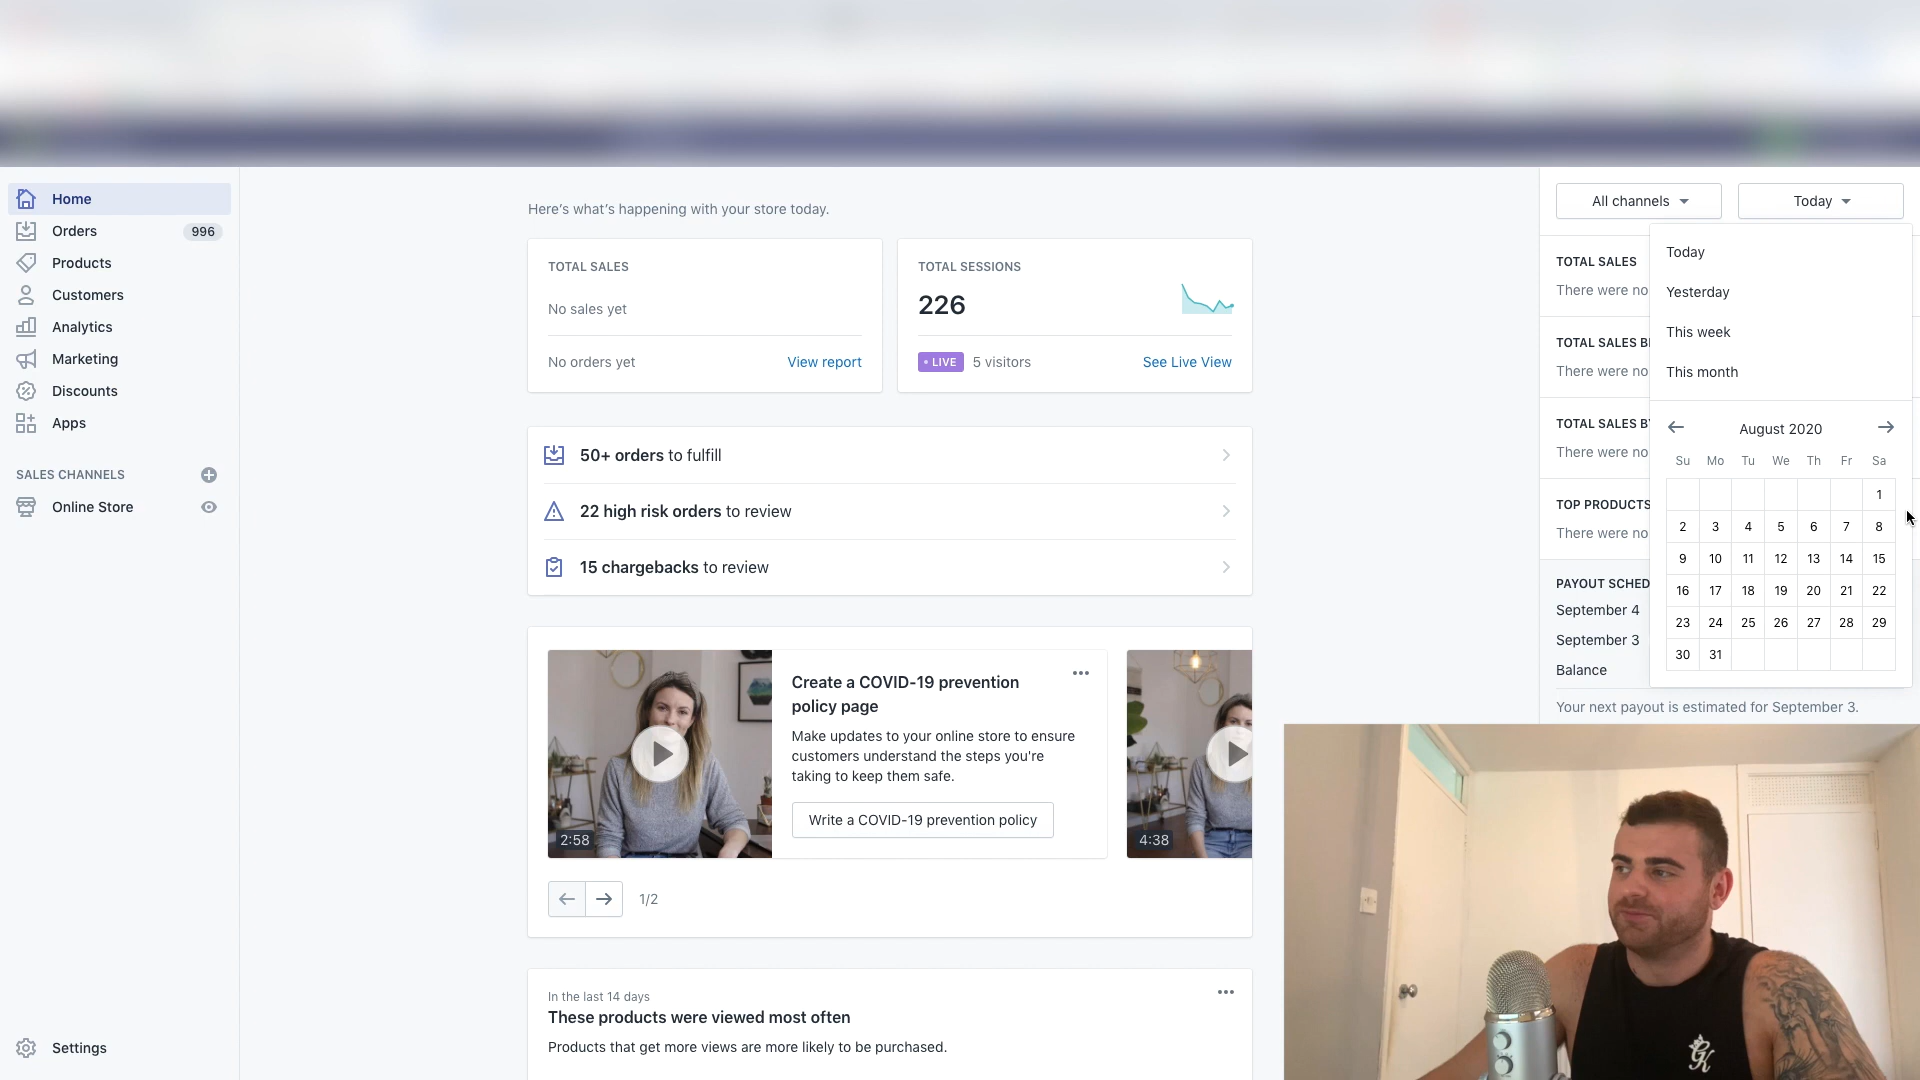 Home
Orders 996
Products
Customers
Analytics
Marketing
Discounts
Apps
SALES CHANNELS
Online Store
Settings
Here's what's happening with your store today.
TOTAL SALES
No sales yet
No orders yet View report
TOTAL SESSIONS
226
• LIVE 5 visitors See Live View
50+ orders to fulfill
22 high risk orders to review
15 chargebacks to review
2:58
Create a COVID-19 prevention
policy page
Make updates to your online store to ensure
customers understand the steps you're
taking to keep them safe.
Write a COVID-19 prevention policy
4:38
1/2
In the last 14 days
These products were viewed most often
Products that get more views are more likely to be purchased.
All channels Today
TOTAL SALES
There were no
TOTAL SALES
There were no
TOTAL SALES
There were no
TOP PRODUCTS
There were no
PAYOUT SCHED
September 4
September 3
Balance
Your next payout is estimated for September 3.
Today
Yesterday
This week
This month
August 2020
Su Mo Tu We Th Fr Sa
1
2 3 4 5 6 7 8
9 10 11 12 13 14 15
16 17 18 19 20 21 22
23 24 25 26 27 28 29
30 31
GK